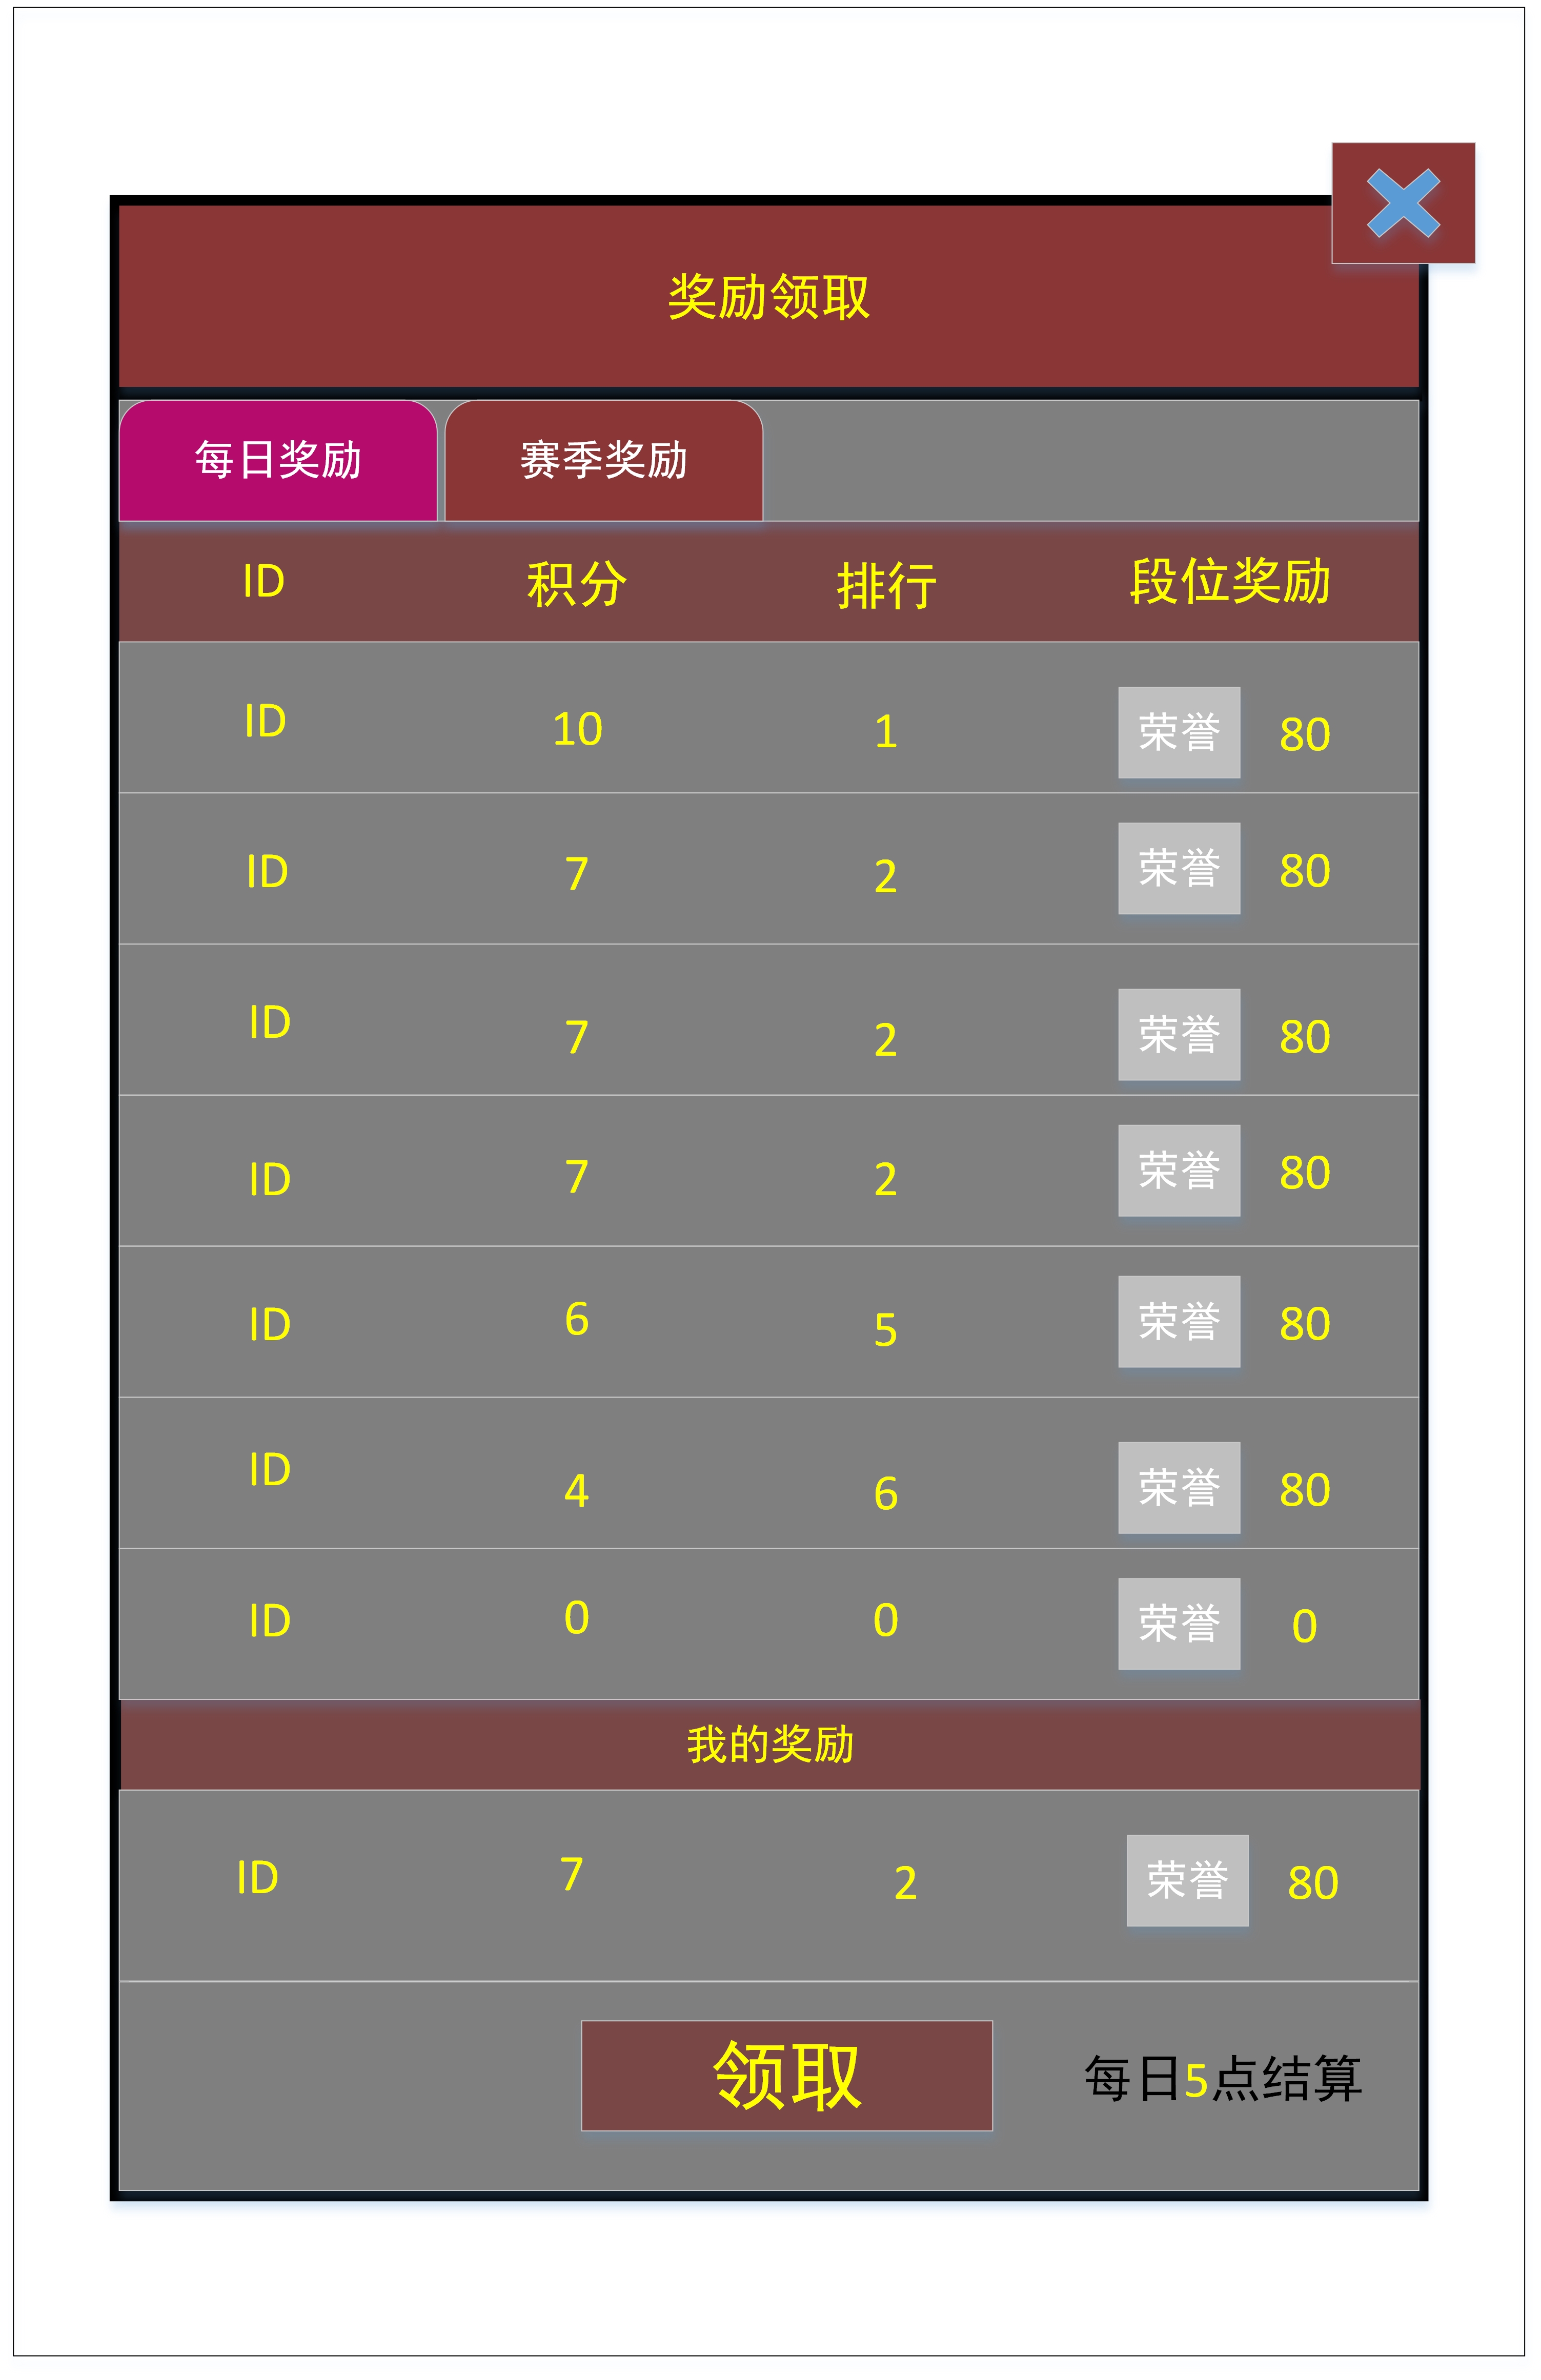 奖励领取
每日奖励 赛季奖励
ID 积分 排行 段位奖励
ID 10 1 荣誉 80
ID 7 2 荣誉 80
ID 7 2 荣誉 80
ID 7 2 荣誉 80
ID 6 5 荣誉 80
ID 4 6 荣誉 80
ID 0 0 荣誉 0
我的奖励
ID 7 2 荣誉 80
领取 每日5点结算